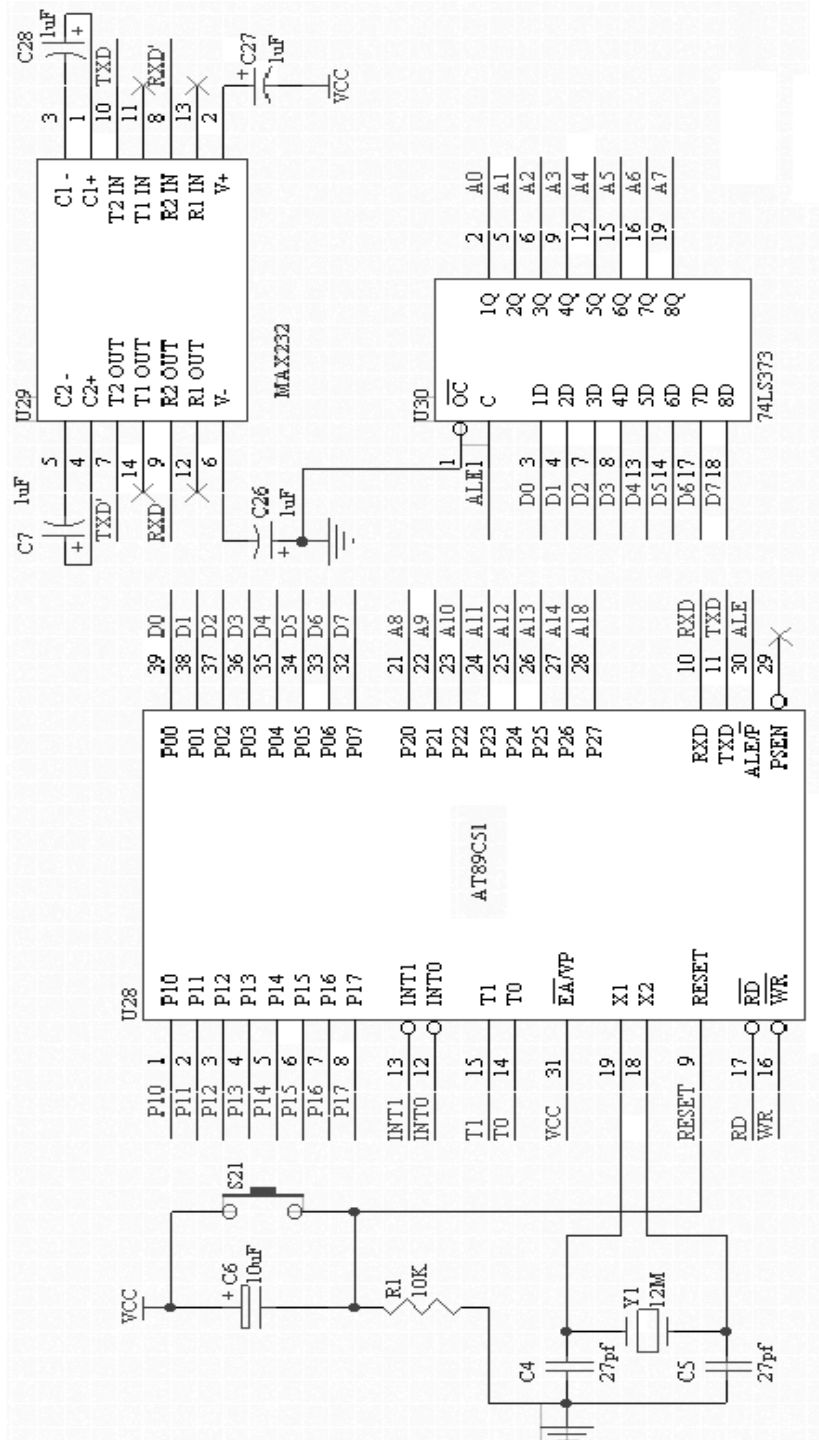 VCC
+ C6
10uF
S21
R1
10K
C4
27pf
C5
27pf
Y1
12M
U28
AT89C51
P10 1 P10
P11 2 P11
P12 3 P12
P13 4 P13
P14 5 P14
P15 6 P15
P16 7 P16
P17 8 P17
INT1 13 INT1
INT0 12 INT0
T1 15 T1
T0 14 T0
VCC 31 EA/VP
19 X1
18 X2
RESET 9 RESET
RD 17 RD
WR 16 WR
P00 39 D0
P01 38 D1
P02 37 D2
P03 36 D3
P04 35 D4
P05 34 D5
P06 33 D6
P07 32 D7
P20 21 A8
P21 22 A9
P22 23 A10
P23 24 A11
P24 25 A12
P25 26 A13
P26 27 A14
P27 28 A18
RXD 10 RXD
TXD 11 TXD
ALE/P 30 ALE
PSEN 29
U29
MAX232
C7
1uF
+
5 C2 -
4 C2+
TXD' 7 T2 OUT
14 T1 OUT
RXD' 9 R2 OUT
12 R1 OUT
6 V-
C26
1uF
+
C1 - 3
C1+ 1
T2 IN 10 TXD
T1 IN 11
R2 IN 8 RXD'
R1 IN 13
V+ 2
C28
1uF
+
+ C27
1uF
VCC
U30
74LS373
1 OC
ALE1 C
D0 3 1D
D1 4 2D
D2 7 3D
D3 8 4D
D4 13 5D
D5 14 6D
D6 17 7D
D7 18 8D
1Q 2 A0
2Q 5 A1
3Q 6 A2
4Q 9 A3
5Q 12 A4
6Q 15 A5
7Q 16 A6
8Q 19 A7